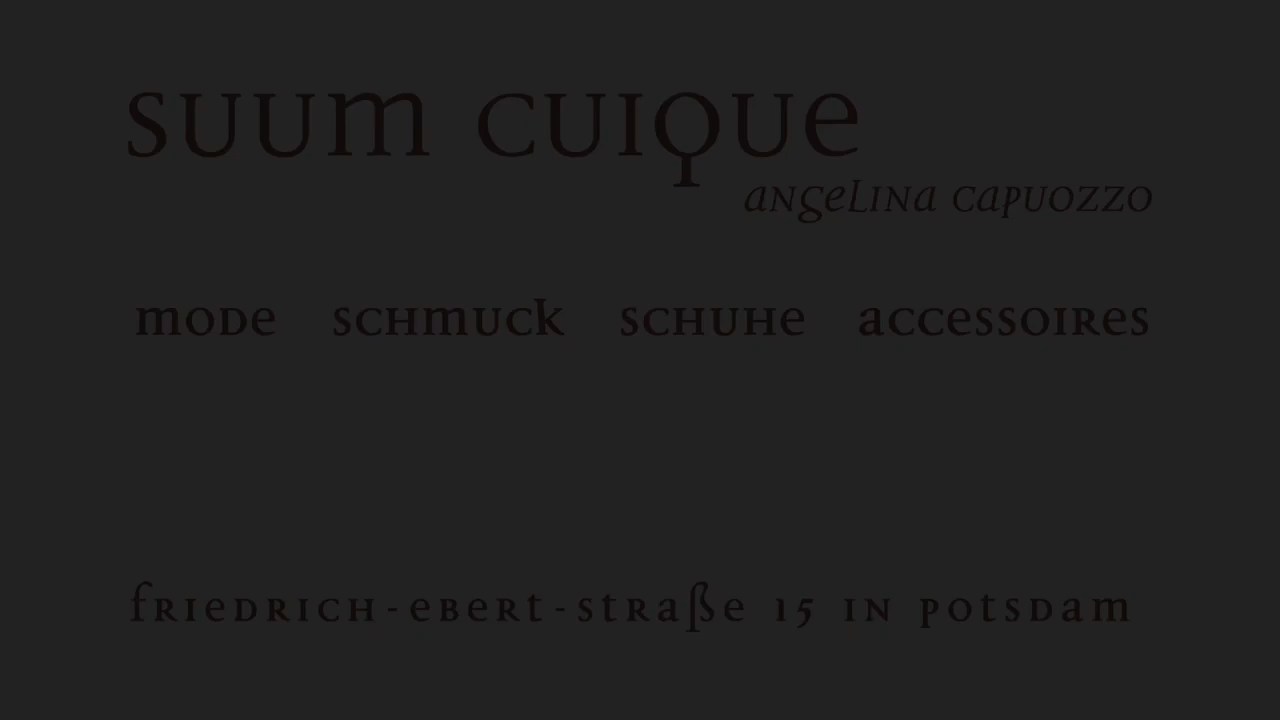 suum cuique
angelina capuozzo
mode schmuck schuhe accessoires
friedrich-ebert-straße 15 in potsdam